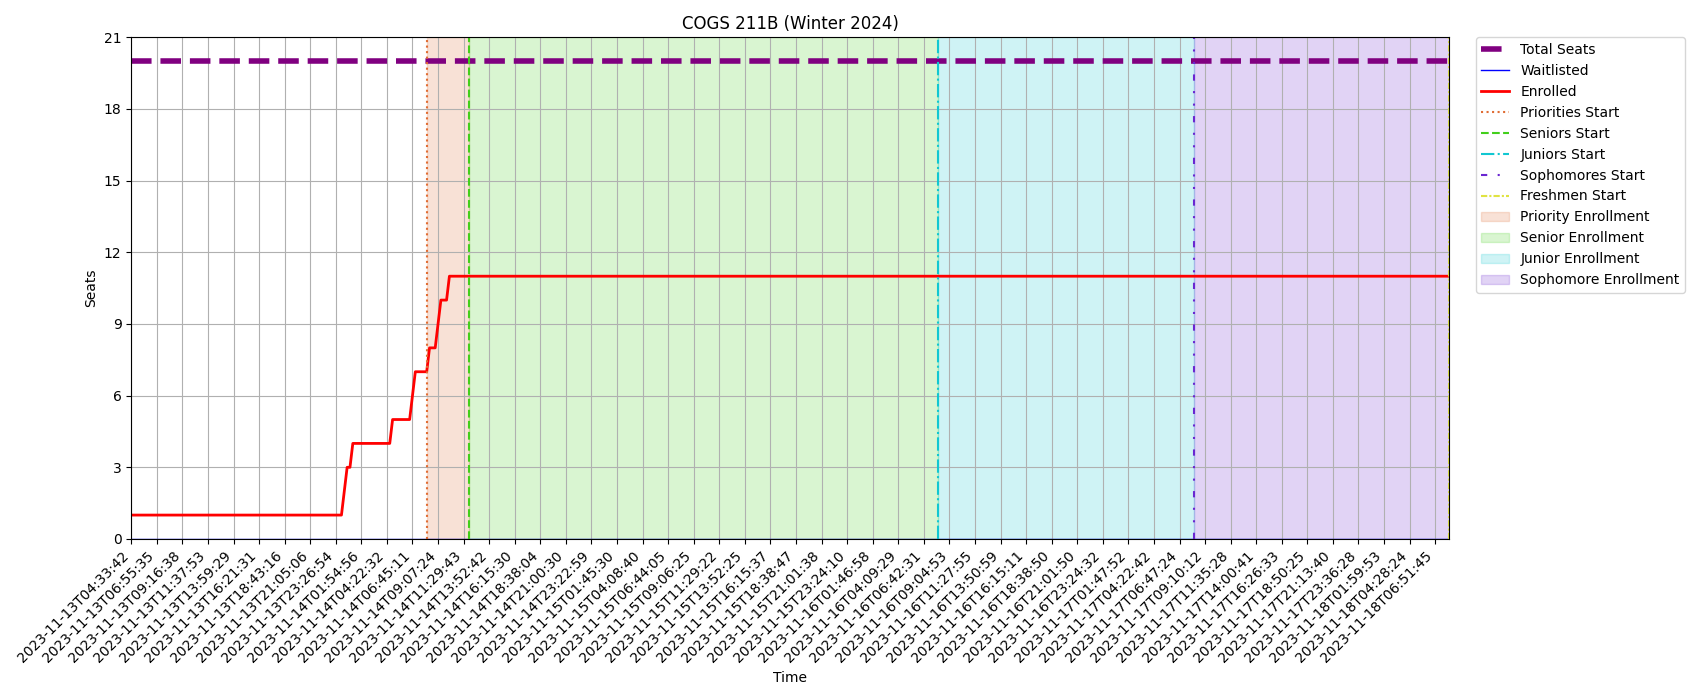 COGS 211B (Winter 2024)
21
18
15
12
9
6
3
0
Seats
2023-11-13T04:33:42
2023-11-13T06:55:35
2023-11-13T09:16:38
2023-11-13T11:37:53
2023-11-13T13:59:29
2023-11-13T16:21:31
2023-11-13T18:43:16
2023-11-13T21:05:06
2023-11-13T23:26:54
2023-11-14T01:54:56
2023-11-14T04:22:32
2023-11-14T06:45:11
2023-11-14T09:07:24
2023-11-14T11:29:43
2023-11-14T13:52:42
2023-11-14T16:15:30
2023-11-14T18:38:04
2023-11-14T21:00:30
2023-11-14T23:22:59
2023-11-15T01:45:30
2023-11-15T04:08:40
2023-11-15T06:44:05
2023-11-15T09:06:25
2023-11-15T11:29:22
2023-11-15T13:52:25
2023-11-15T16:15:37
2023-11-15T18:38:47
2023-11-15T21:01:38
2023-11-15T23:24:10
2023-11-16T01:46:58
2023-11-16T04:09:29
2023-11-16T06:42:31
2023-11-16T09:04:53
2023-11-16T11:27:55
2023-11-16T13:50:59
2023-11-16T16:15:11
2023-11-16T18:38:50
2023-11-16T21:01:50
2023-11-16T23:24:32
2023-11-17T01:47:52
2023-11-17T04:22:42
2023-11-17T06:47:24
2023-11-17T09:10:12
2023-11-17T11:35:28
2023-11-17T14:00:41
2023-11-17T16:26:33
2023-11-17T18:50:25
2023-11-17T21:13:40
2023-11-17T23:36:28
2023-11-18T01:59:53
2023-11-18T04:28:24
2023-11-18T06:51:45
Time
Total Seats
Waitlisted
Enrolled
Priorities Start
Seniors Start
Juniors Start
Sophomores Start
Freshmen Start
Priority Enrollment
Senior Enrollment
Junior Enrollment
Sophomore Enrollment